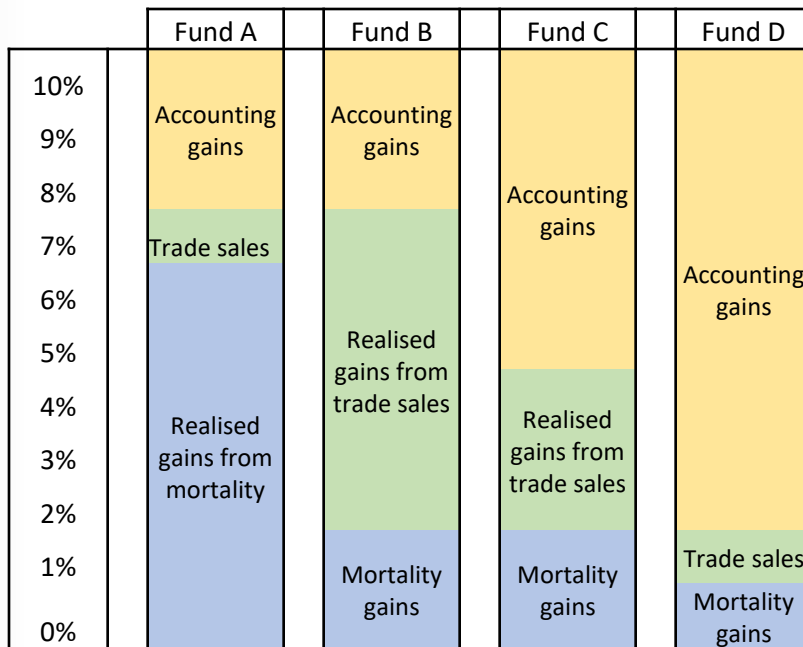 Fund A
Fund B
Fund C
Fund D
10%
9%
8%
7%
6%
5%
4%
3%
2%
1%
0%
Accounting
gains
Trade sales
Realised
gains from
mortality
Accounting
gains
Realised
gains from
trade sales
Mortality
gains
Accounting
gains
Realised
gains from
trade sales
Mortality
gains
Accounting
gains
Trade sales
Mortality
gains